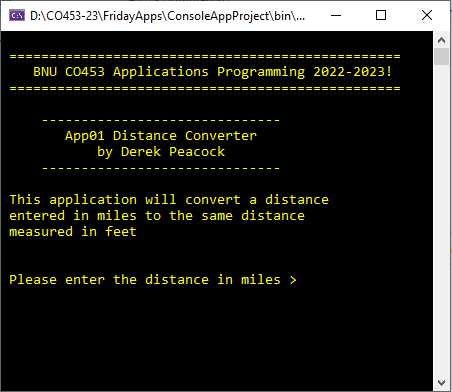 D:\CO453-23\FridayApps\ConsoleAppProject\bin\...
=================================================
BNU CO453 Applications Programming 2022-2023!
=================================================
------------------------------
App01 Distance Converter
by Derek Peacock
------------------------------
This application will convert a distance
entered in miles to the same distance
measured in feet
Please enter the distance in miles >